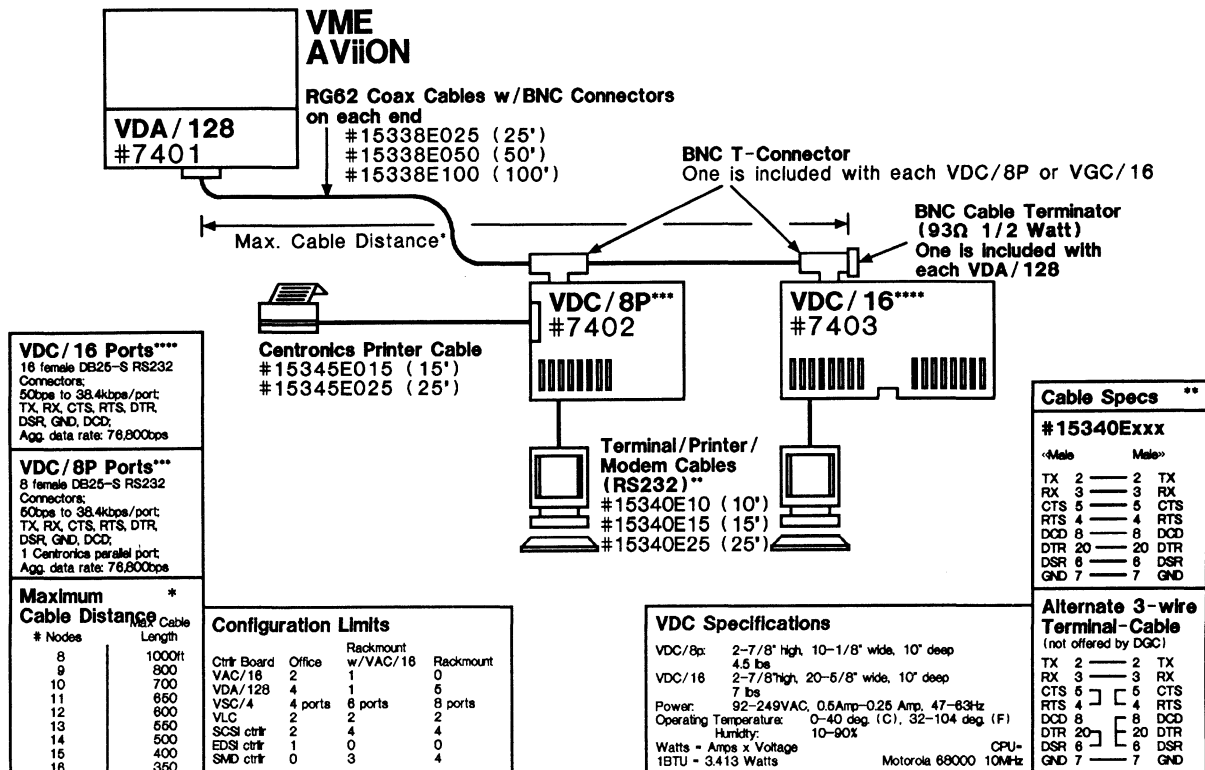 VME
AViiON
RG62 Coax Cables w/BNC Connectors
on each end
#15338E025 (25')
#15338E050 (50')
#15338E100 (100')
VDA/128
#7401
BNC T-Connector
One is included with each VDC/8P or VGC/16
BNC Cable Terminator
(93Ω 1/2 Watt)
One is included with
each VDA/128
Max. Cable Distance*
VDC/8P***
#7402
VDC/16****
#7403
Centronics Printer Cable
#15345E015 (15')
#15345E025 (25')
Terminal/Printer/
Modem Cables
(RS232)**
#15340E10 (10')
#15340E15 (15')
#15340E25 (25')
VDC/16 Ports****
16 female DB25-S RS232
Connectors;
50bps to 38.4kbps/port;
TX, RX, CTS, RTS, DTR,
DSR, GND, DCD;
Agg. data rate: 76,800bps
VDC/8P Ports***
8 female DB25-S RS232
Connectors;
50bps to 38.4kbps/port;
TX, RX, CTS, RTS, DTR,
DSR, GND, DCD;
1 Centronics parallel port;
Agg. data rate: 76,800bps
Maximum *
Cable Distance
# Nodes Max Cable Length
8 1000ft
9 800
10 700
11 650
12 600
13 550
14 500
15 400
16 350
Configuration Limits
Ctrlr Board Office Rackmount w/VAC/16 Rackmount
VAC/16 2 1 0
VDA/128 4 1 5
VSC/4 4 ports 6 ports 8 ports
VLC 2 2 2
SCSI ctrlr 2 4 4
EDSI ctrlr 1 0 0
SMD ctrlr 0 3 4
VDC Specifications
VDC/8p: 2-7/8" high, 10-1/8" wide, 10" deep
4.5 lbs
VDC/16 2-7/8"high, 20-5/8" wide, 10" deep
7 lbs
Power: 92-249VAC, 0.5Amp-0.25 Amp, 47-63Hz
Operating Temperature: 0-40 deg. (C), 32-104 deg. (F)
Humidty: 10-90%
Watts = Amps x Voltage CPU=
1BTU = 3.413 Watts Motorola 68000 10MHz
Cable Specs **
#15340Exxx
«Male Male»
TX 2 2 TX
RX 3 3 RX
CTS 5 5 CTS
RTS 4 4 RTS
DCD 8 8 DCD
DTR 20 20 DTR
DSR 6 6 DSR
GND 7 7 GND
Alternate 3-wire
Terminal-Cable
(not offered by DGC)
TX 2 2 TX
RX 3 3 RX
CTS 5 5 CTS
RTS 4 4 RTS
DCD 8 8 DCD
DTR 20 20 DTR
DSR 6 6 DSR
GND 7 7 GND